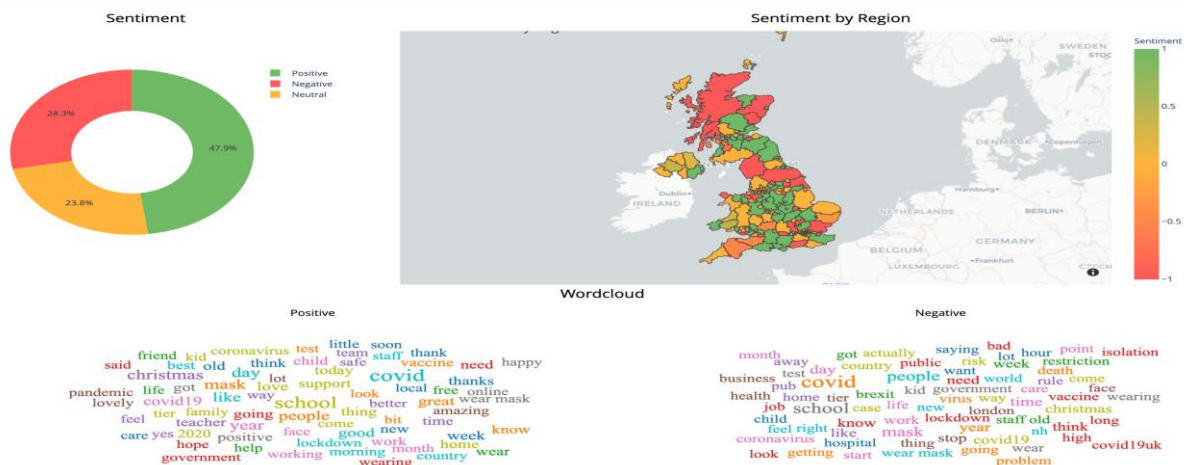 Sentiment
Positive
Negative
Neutral
28.3%
47.9%
23.8%
Sentiment by Region
Oslo
SWEDEN
STOC
DENMARK
Copenhagen
Dublin
IRELAND
Hamburg
NETHERLANDS
BERLIN
BELGIUM
GERMANY
Frankfurt
LUXEMBOURG
CZECH
Sentiment
1
0.5
0
−0.5
−1
Wordcloud
Positive
little soon
friend kid coronavirus test team staff thank
said best old think child safe vaccine need happy
christmas day today covid
lot love support local free online thanks
pandemic life got mask look
lovely covid19 like way school better great wear mask
tier family going people thing bit amazing
feel teacher year come time
care yes 2020 face good new know
hope positive lockdown work week
help working morning month home wear
government wearing country
Negative
saying bad
month got actually lot hour point isolation
away country public risk week restriction
test day people want death
business covid need world rule come
pub kid government care face
health home tier brexit virus way time vaccine wearing
job school case life new london christmas
child know work lockdown staff old
feel right like mask year nh think long
coronavirus hospital thing stop covid19 high
look getting start wear mask going wear covid19uk
problem